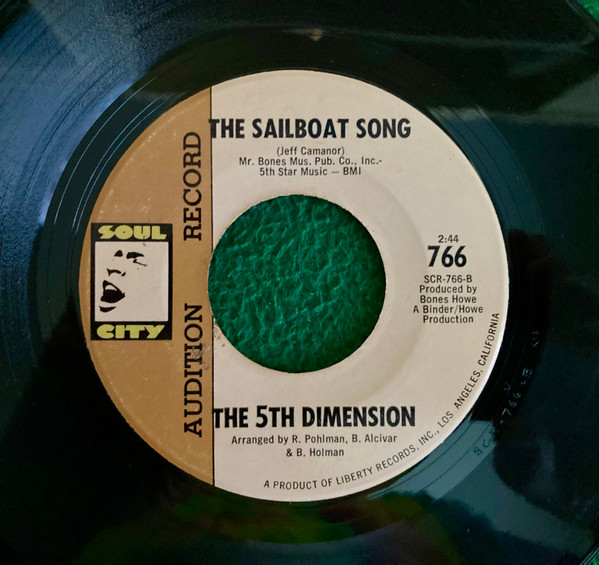 THE SAILBOAT SONG
(Jeff Camanor)
Mr. Bones Mus. Pub. Co., Inc.-
5th Star Music — BMI
AUDITION RECORD
SOUL
CITY
2:44
766
SCR-766-B
Produced by
Bones Howe
A Binder/Howe
Production
THE 5TH DIMENSION
Arranged by R. Pohlman, B. Alcivar
& B. Holman
A PRODUCT OF LIBERTY RECORDS, INC., LOS ANGELES, CALIFORNIA